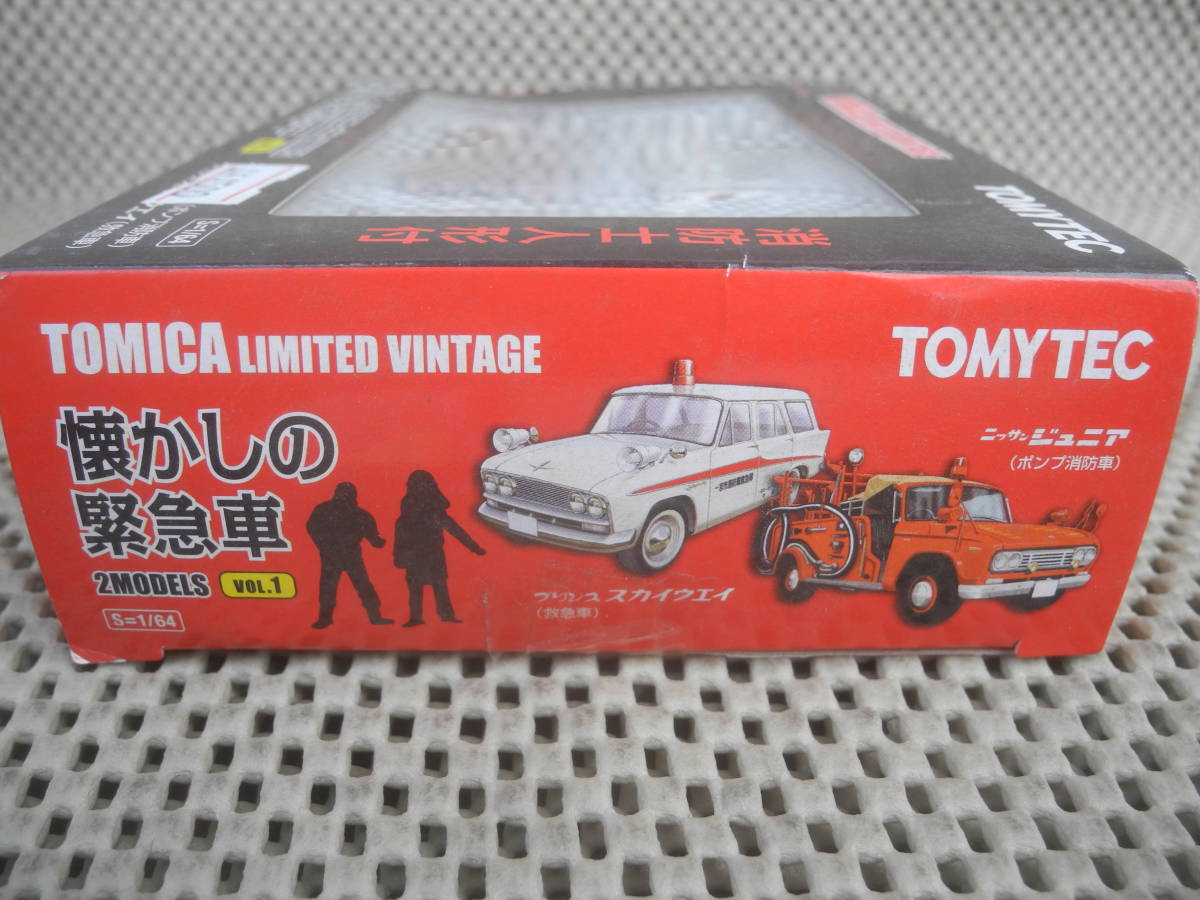 TOMYTEC
消防士人形付
S=1/64
TOMICA LIMITED VINTAGE
懐かしの
緊急車
2MODELS VOL.1
S=1/64
TOMYTEC
ニッサン ジュニア
(ポンプ消防車)
プリンス スカイウエイ
(救急車)